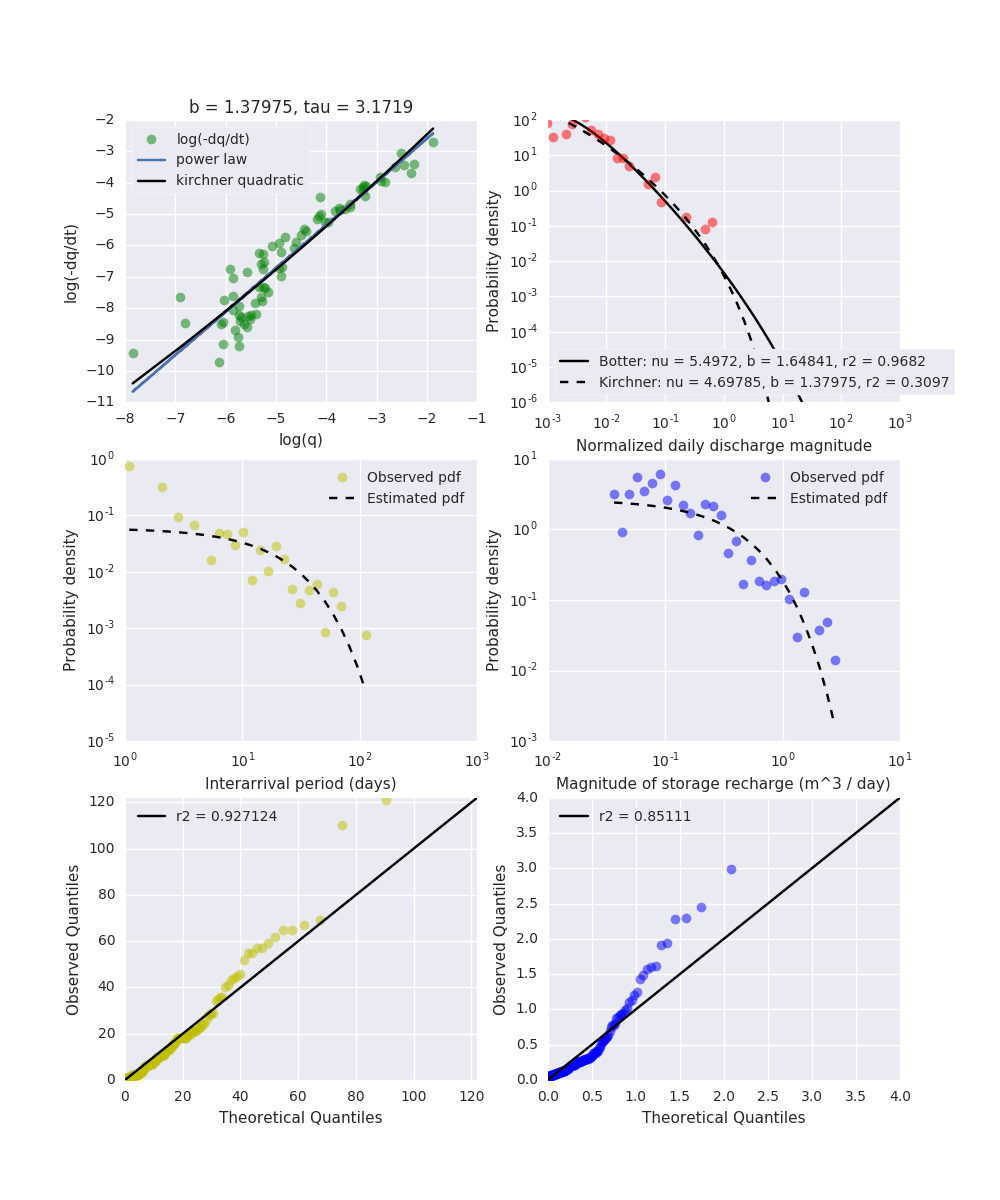 b = 1.37975, tau = 3.1719
log(-dq/dt)
power law
kirchner quadratic
−2
−3
−4
−5
−6
−7
−8
−9
−10
−11
log(-dq/dt)
−8 −7 −6 −5 −4 −3 −2 −1
log(q)
10^2
10^1
10^0
10^-1
10^-2
10^-3
10^-4
10^-5
10^-6
Probability density
Botter: nu = 5.4972, b = 1.64841, r2 = 0.9682
Kirchner: nu = 4.69785, b = 1.37975, r2 = 0.3097
10^-3 10^-2 10^-1 10^0 10^1 10^2 10^3
Normalized daily discharge magnitude
Observed pdf
Estimated pdf
10^0
10^-1
10^-2
10^-3
10^-4
10^-5
Probability density
10^0 10^1 10^2 10^3
Interarrival period (days)
Observed pdf
Estimated pdf
10^1
10^0
10^-1
10^-2
10^-3
Probability density
10^-2 10^-1 10^0 10^1
Magnitude of storage recharge (m^3 / day)
r2 = 0.927124
120
100
80
60
40
20
0
Observed Quantiles
0 20 40 60 80 100 120
Theoretical Quantiles
r2 = 0.85111
4.0
3.5
3.0
2.5
2.0
1.5
1.0
0.5
0.0
Observed Quantiles
0.0 0.5 1.0 1.5 2.0 2.5 3.0 3.5 4.0
Theoretical Quantiles